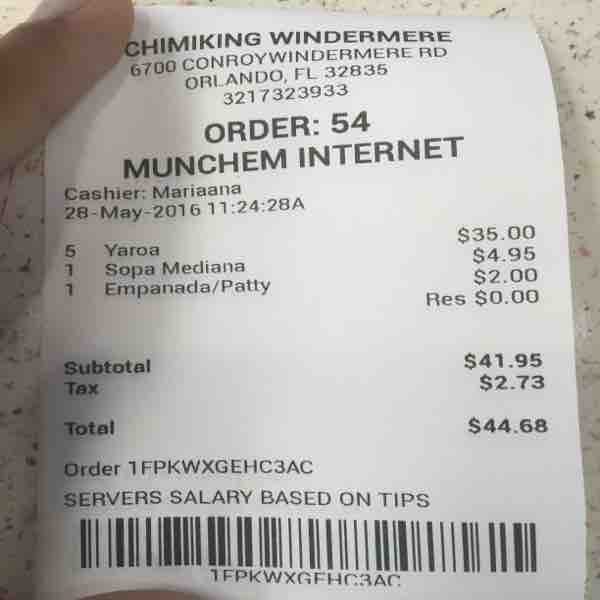 CHIMIKING WINDERMERE
6700 CONROYWINDERMERE RD
ORLANDO, FL 32835
3217323933
ORDER: 54
MUNCHEM INTERNET
Cashier: Mariaana
28-May-2016 11:24:28A
5 Yaroa $35.00
1 Sopa Mediana $4.95
1 Empanada/Patty $2.00
Res $0.00
Subtotal $41.95
Tax $2.73
Total $44.68
Order 1FPKWXGEHC3AC
SERVERS SALARY BASED ON TIPS
1FPKWXGEHC3AC